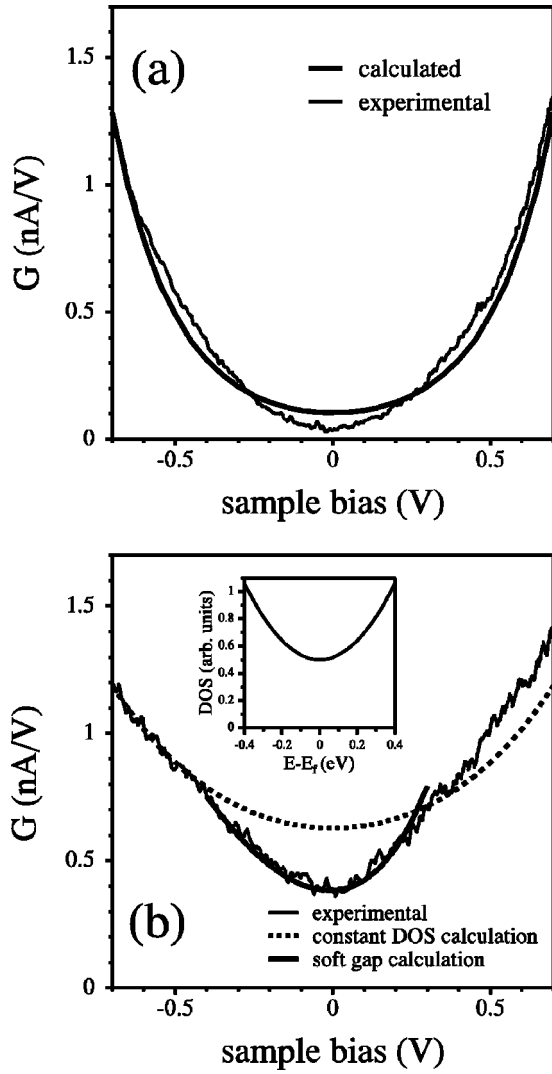 1.5
(a)
calculated
experimental
G (nA/V)
1
0.5
0
-0.5
0
0.5
sample bias (V)
1.5
DOS (arb. units)
1
0.8
0.6
0.4
0.2
0
-0.4
-0.2
0
0.2
0.4
E-Ef (eV)
G (nA/V)
1
0.5
(b)
experimental
constant DOS calculation
soft gap calculation
0
-0.5
0
0.5
sample bias (V)